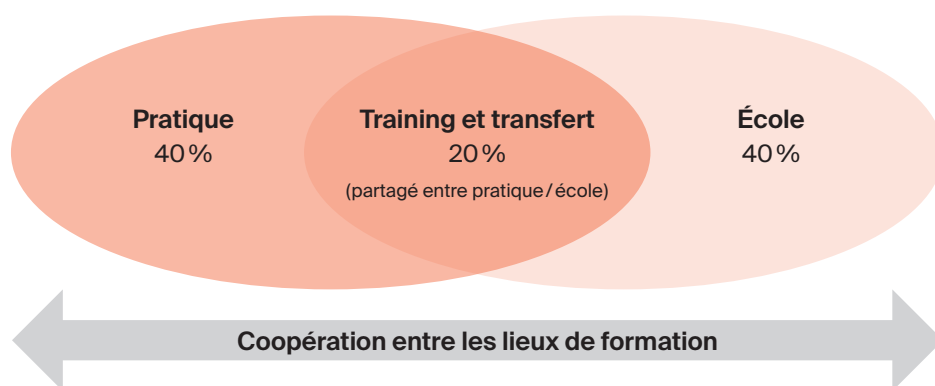 Pratique
40 %
Training et transfert
20 %
(partagé entre pratique / école)
École
40 %
Coopération entre les lieux de formation